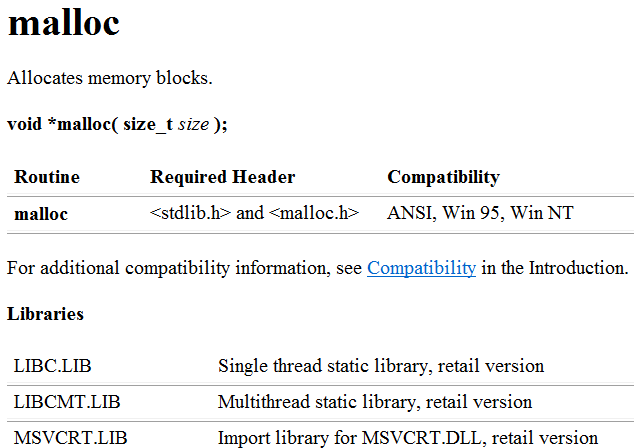 malloc
Allocates memory blocks.
void *malloc( size_t size );
Routine Required Header Compatibility
malloc <stdlib.h> and <malloc.h> ANSI, Win 95, Win NT
For additional compatibility information, see Compatibility in the Introduction.
Libraries
LIBC.LIB Single thread static library, retail version
LIBCMT.LIB Multithread static library, retail version
MSVCRT.LIB Import library for MSVCRT.DLL, retail version